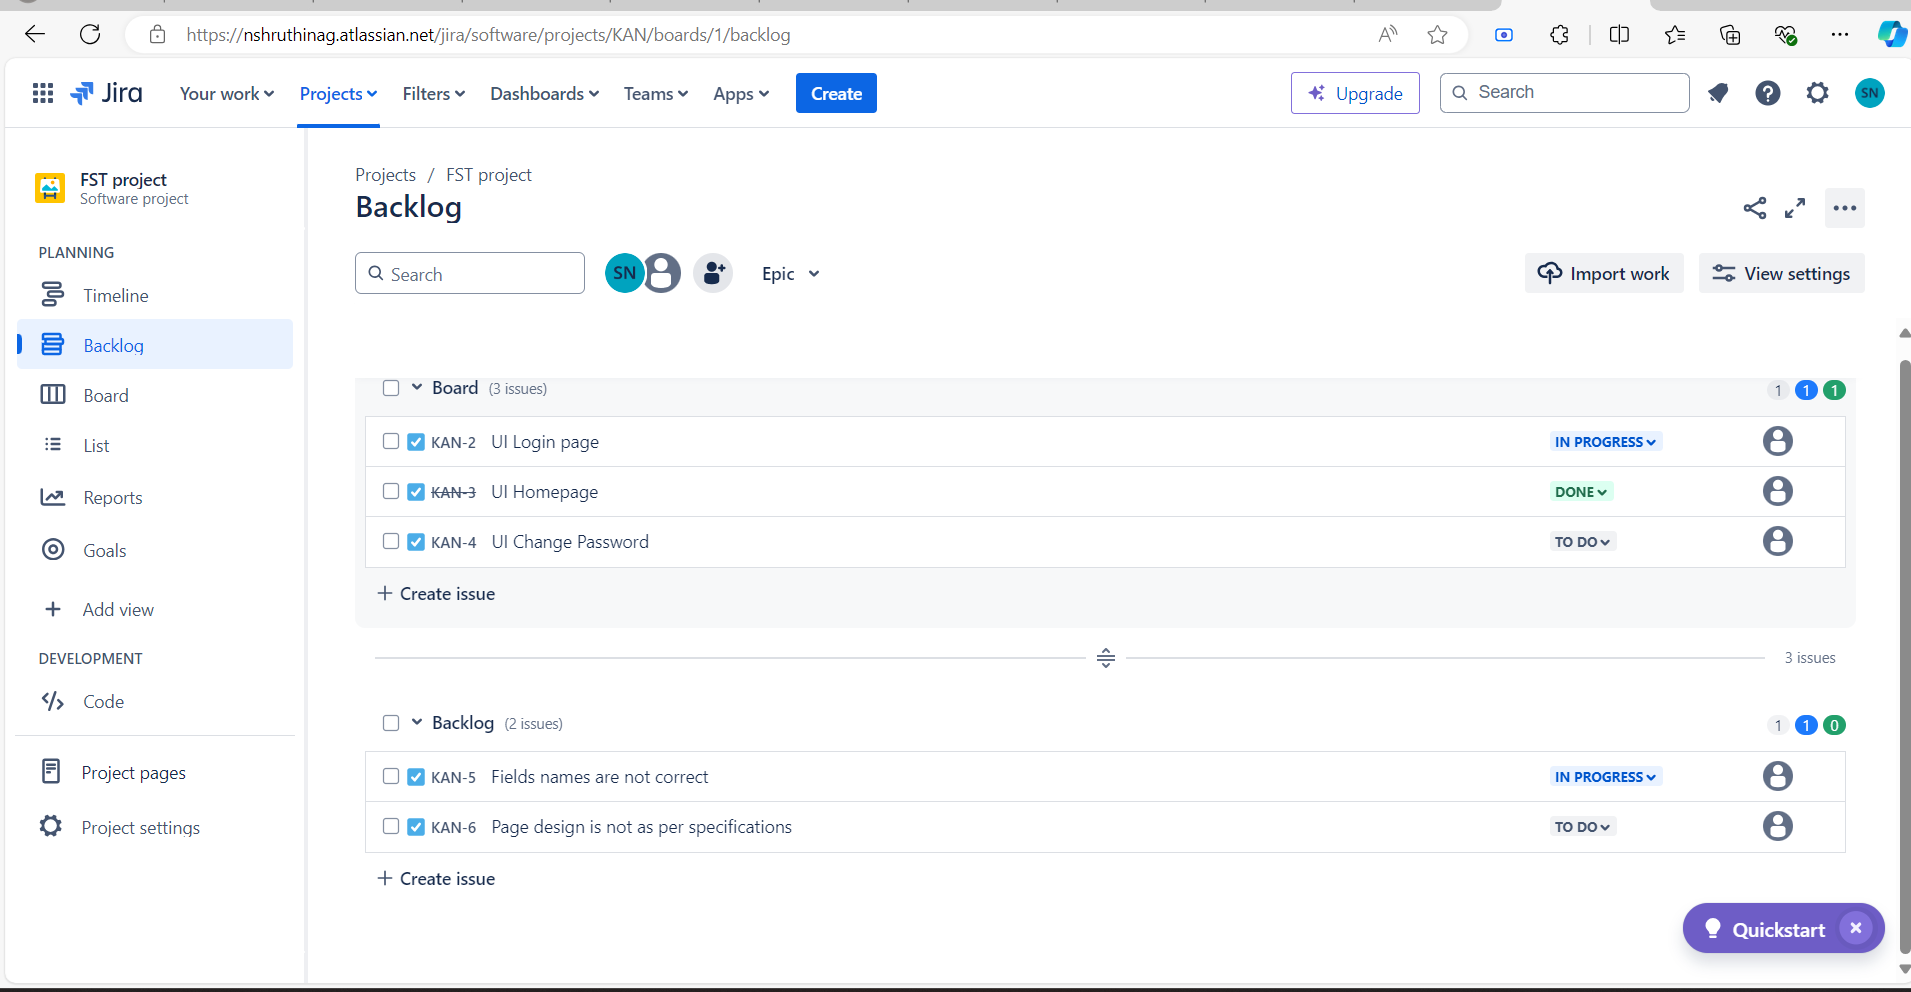 https://nshruthinag.atlassian.net/jira/software/projects/KAN/boards/1/backlog
Jira Your work Projects Filters Dashboards Teams Apps Create Upgrade Search SN
FST project
Software project
PLANNING
Timeline
Backlog
Board
List
Reports
Goals
Add view
DEVELOPMENT
Code
Project pages
Project settings
Projects / FST project
Backlog
Search SN Epic Import work View settings
Board (3 issues) 1 1 1
KAN-2 UI Login page IN PROGRESS
KAN-3 UI Homepage DONE
KAN-4 UI Change Password TO DO
+ Create issue
3 issues
Backlog (2 issues) 1 1 0
KAN-5 Fields names are not correct IN PROGRESS
KAN-6 Page design is not as per specifications TO DO
+ Create issue
Quickstart